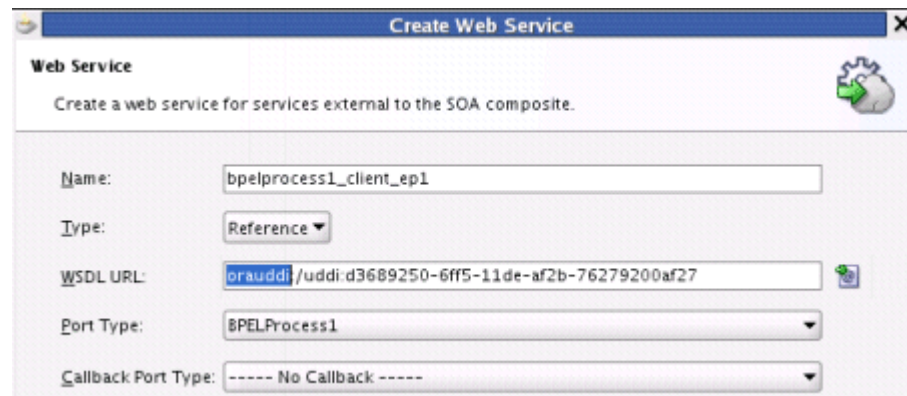 Create Web Service
Web Service
Create a web service for services external to the SOA composite.
Name: bpelprocess1_client_ep1
Type: Reference
WSDL URL: orauddi:/uddi:d3689250-6ff5-11de-af2b-76279200af27
Port Type: BPELProcess1
Callback Port Type: ----- No Callback -----